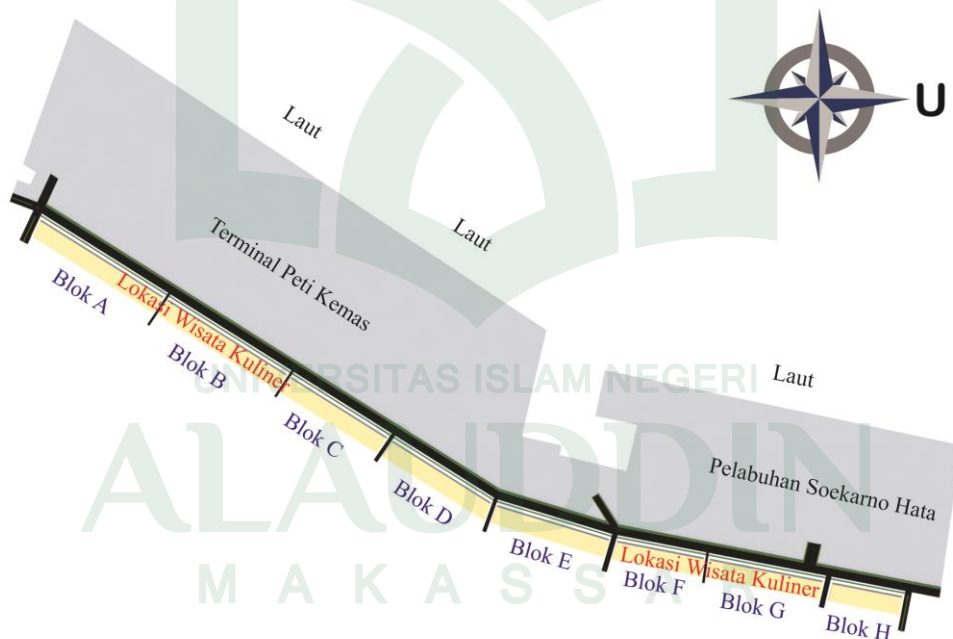 U
Laut
Laut
Terminal Peti Kemas
Lokasi Wisata Kuliner
Blok A
Blok B
Blok C
Blok D
Laut
Pelabuhan Soekarno Hata
Blok E
Lokasi Wisata Kuliner
Blok F
Blok G
Blok H
UNIVERSITAS ISLAM NEGERI
ALAUDDIN
MAKASSAR